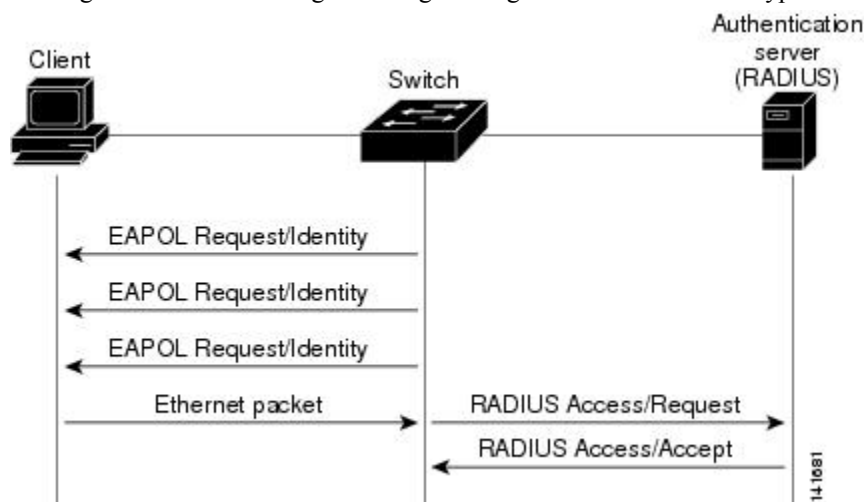 Client
Switch
Authentication
server
(RADIUS)
EAPOL Request/Identity
EAPOL Request/Identity
EAPOL Request/Identity
Ethernet packet
RADIUS Access/Request
RADIUS Access/Accept
141681